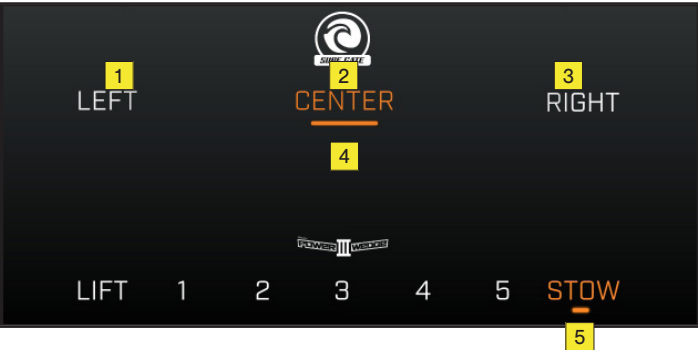 SURF GATE
1 2 3
LEFT CENTER RIGHT
4
POWER III WEDGE
LIFT 1 2 3 4 5 STOW
5